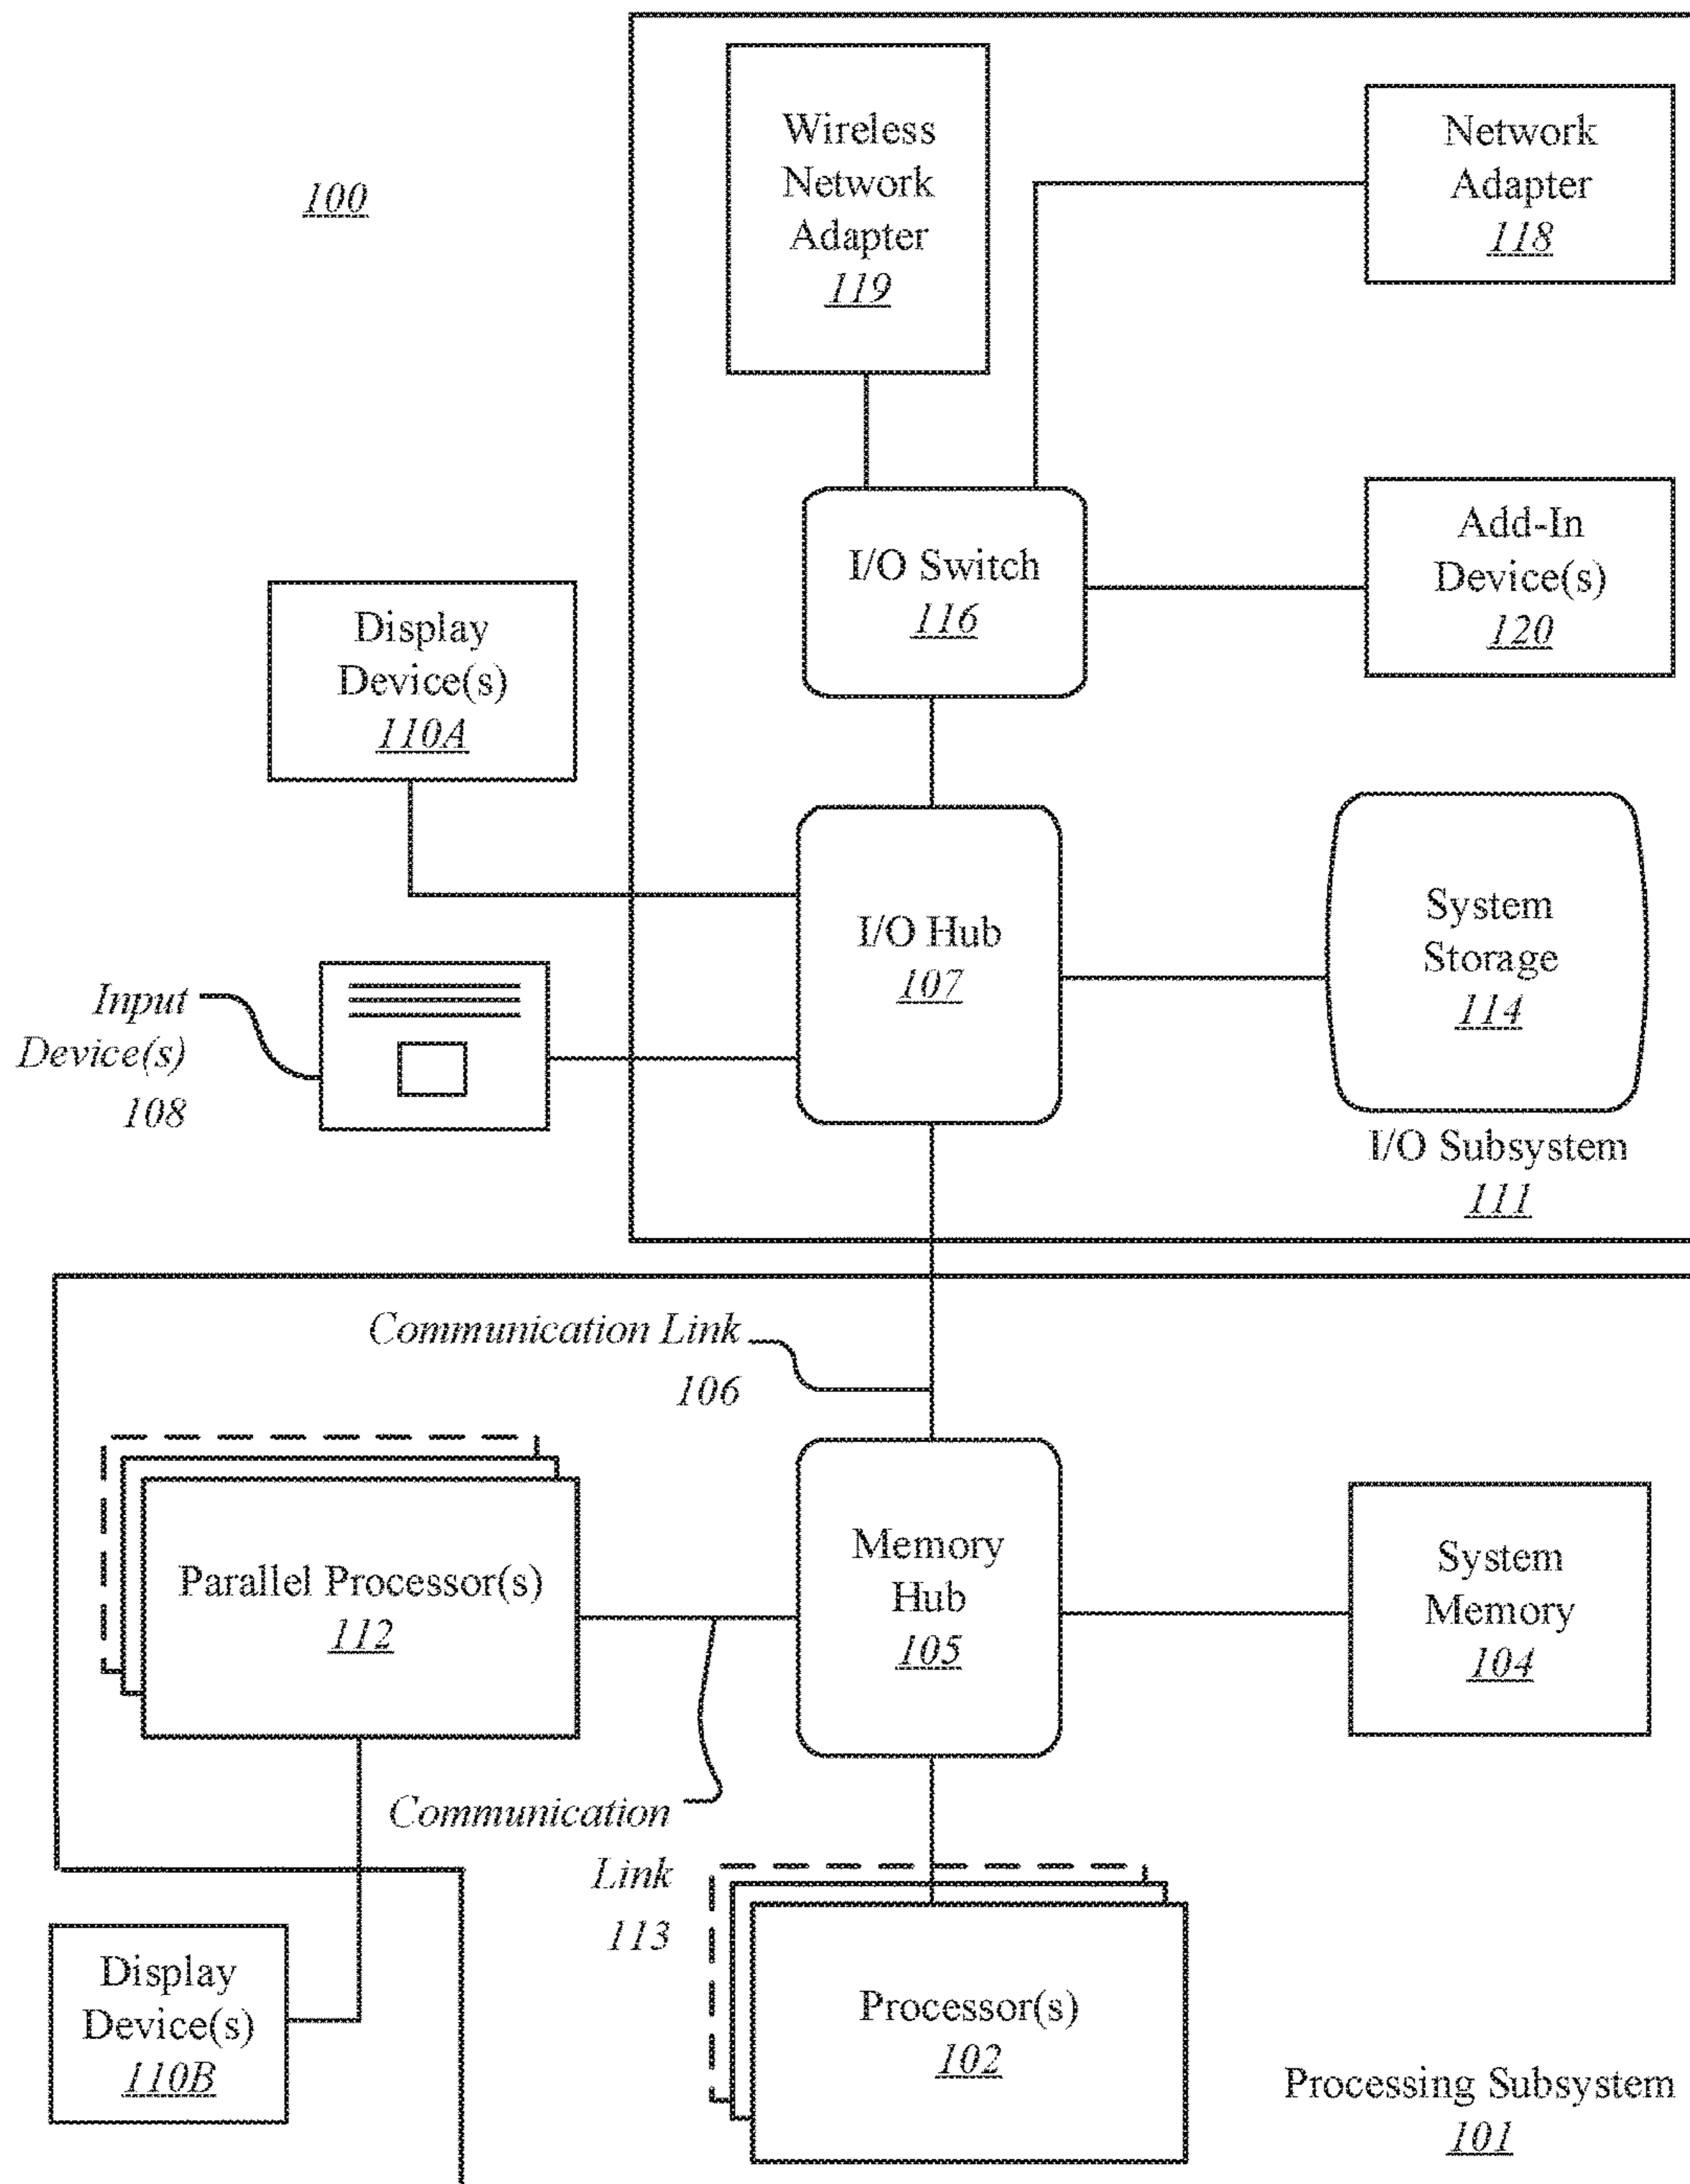 100
Wireless
Network
Adapter
119
Network
Adapter
118
I/O Switch
116
Add-In
Device(s)
120
Display
Device(s)
110A
I/O Hub
107
System
Storage
114
Input
Device(s)
108
I/O Subsystem
111
Communication Link
106
Parallel Processor(s)
112
Memory
Hub
105
System
Memory
104
Communication
Link
113
Display
Device(s)
110B
Processor(s)
102
Processing Subsystem
101